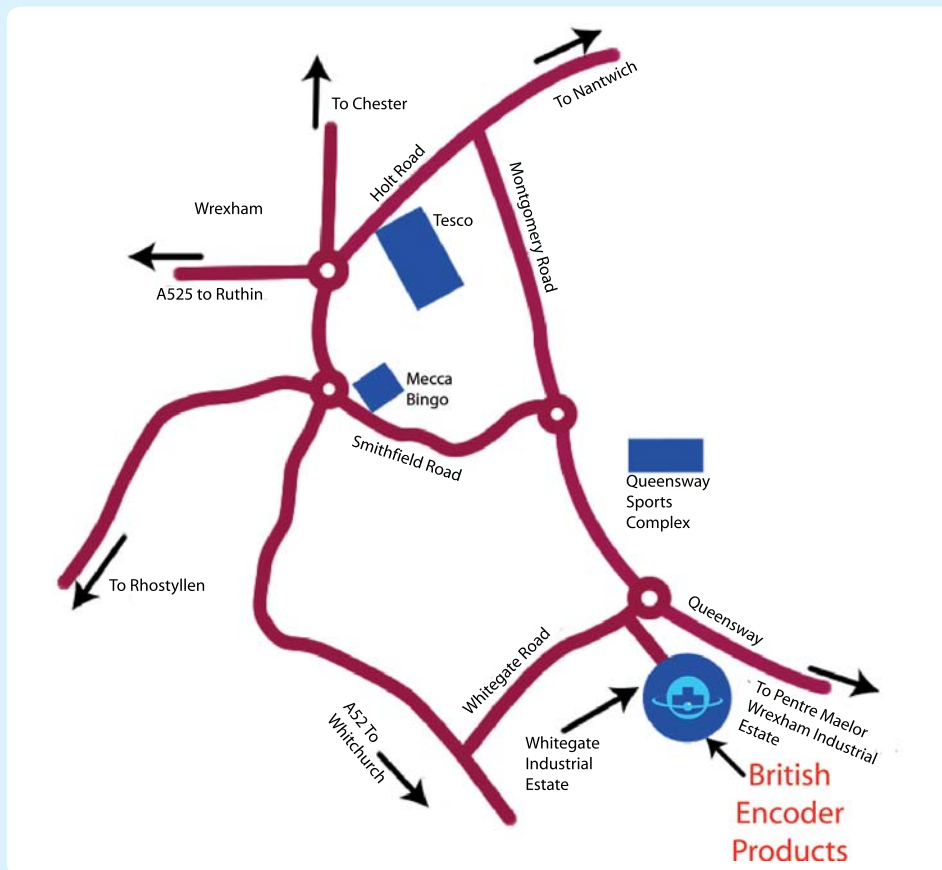 To Nantwich
To Chester
Holt Road
Montgomery Road
Wrexham
Tesco
A525 to Ruthin
Mecca
Bingo
Smithfield Road
Queensway
Sports
Complex
To Rhostyllen
Queensway
Whitegate Road
To Pentre Maelor
Wrexham Industrial
Estate
A52 To
Whitchurch
Whitegate
Industrial
Estate
British
Encoder
Products